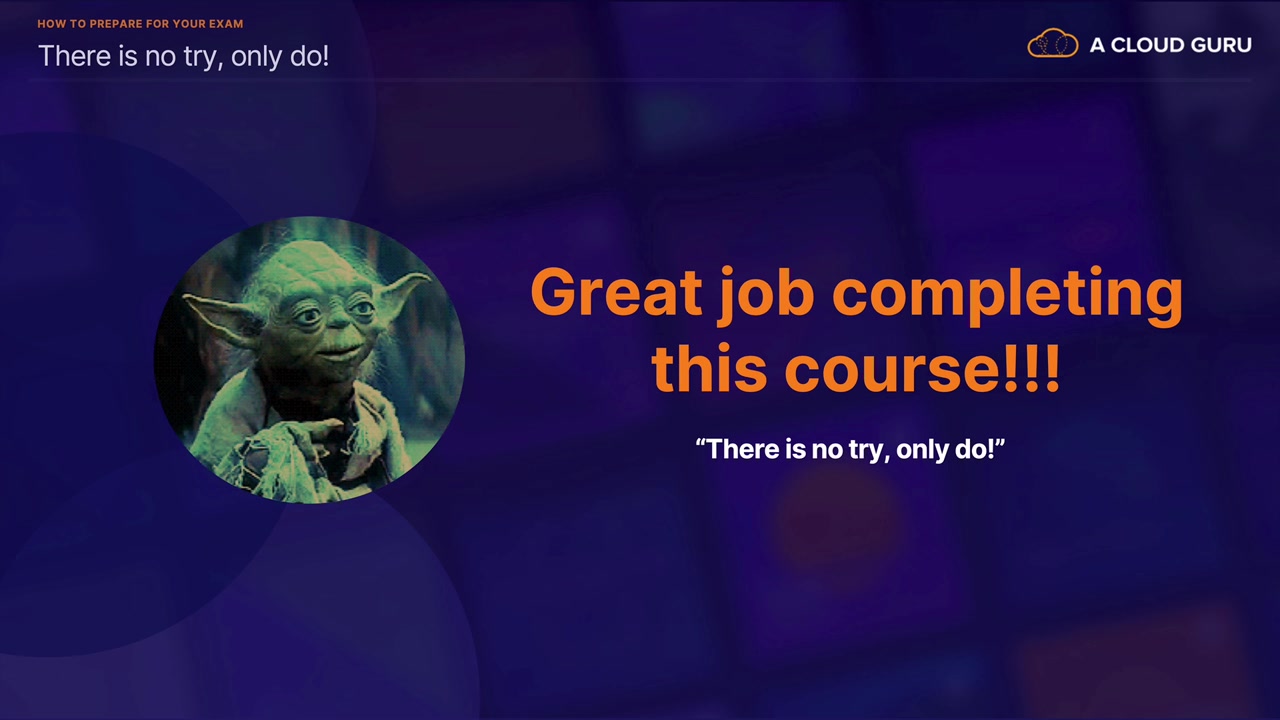 HOW TO PREPARE FOR YOUR EXAM
There is no try, only do!
A CLOUD GURU
Great job completing
this course!!!
“There is no try, only do!”